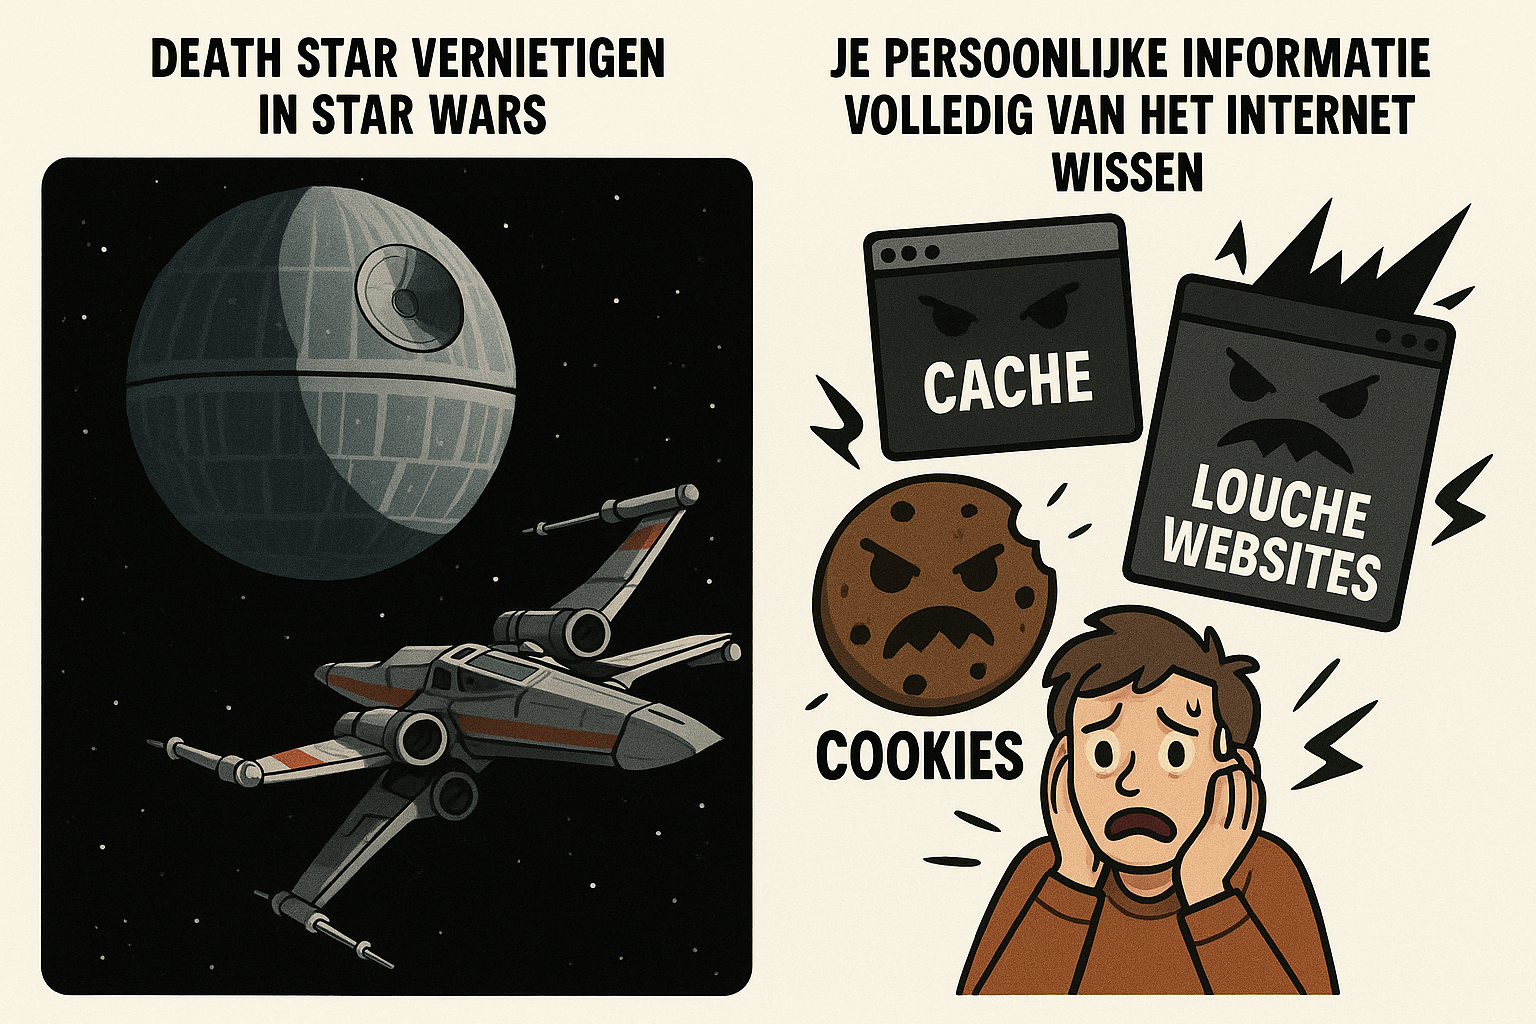 DEATH STAR VERNIETIGEN
IN STAR WARS
JE PERSOONLIJKE INFORMATIE
VOLLEDIG VAN HET INTERNET
WISSEN
CACHE
LOUCHE
WEBSITES
COOKIES